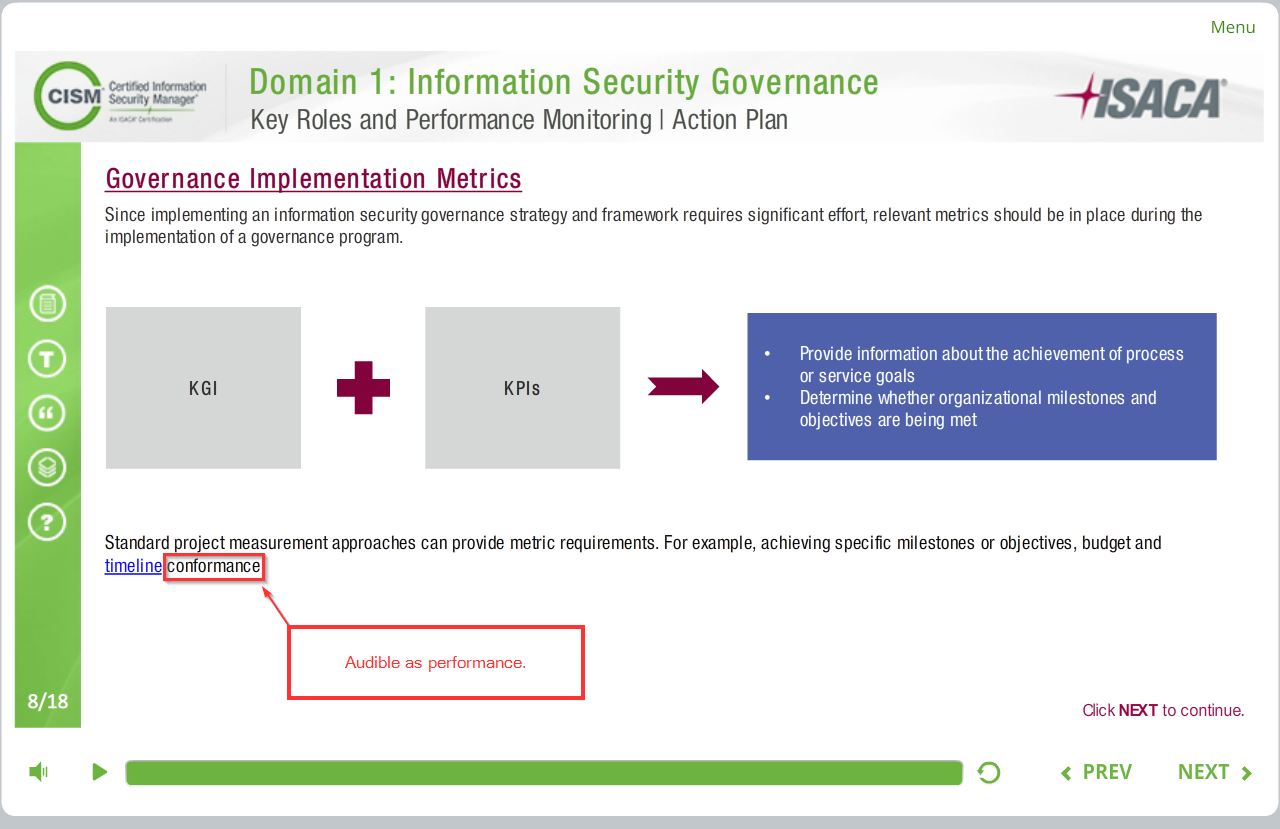 Menu
CISM
Certified Information
Security Manager®
An ISACA® Certification
Domain 1: Information Security Governance
Key Roles and Performance Monitoring | Action Plan
ISACA®
Governance Implementation Metrics
Since implementing an information security governance strategy and framework requires significant effort, relevant metrics should be in place during the
implementation of a governance program.
KGI
KPIs
• Provide information about the achievement of process
or service goals
• Determine whether organizational milestones and
objectives are being met
Standard project measurement approaches can provide metric requirements. For example, achieving specific milestones or objectives, budget and
timeline conformance
Audible as performance.
8/18
Click NEXT to continue.
PREV
NEXT